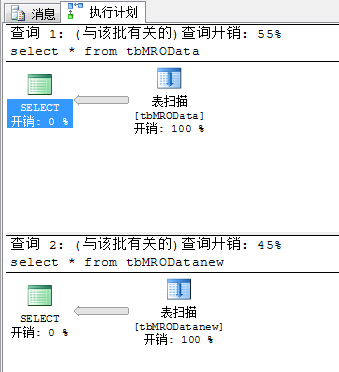 消息 执行计划
查询 1: (与该批有关的)查询开销: 55%
select * from tbMROData
SELECT
开销: 0 %
表扫描
[tbMROData]
开销: 100 %
查询 2: (与该批有关的)查询开销: 45%
select * from tbMRODatanew
SELECT
开销: 0 %
表扫描
[tbMRODatanew]
开销: 100 %